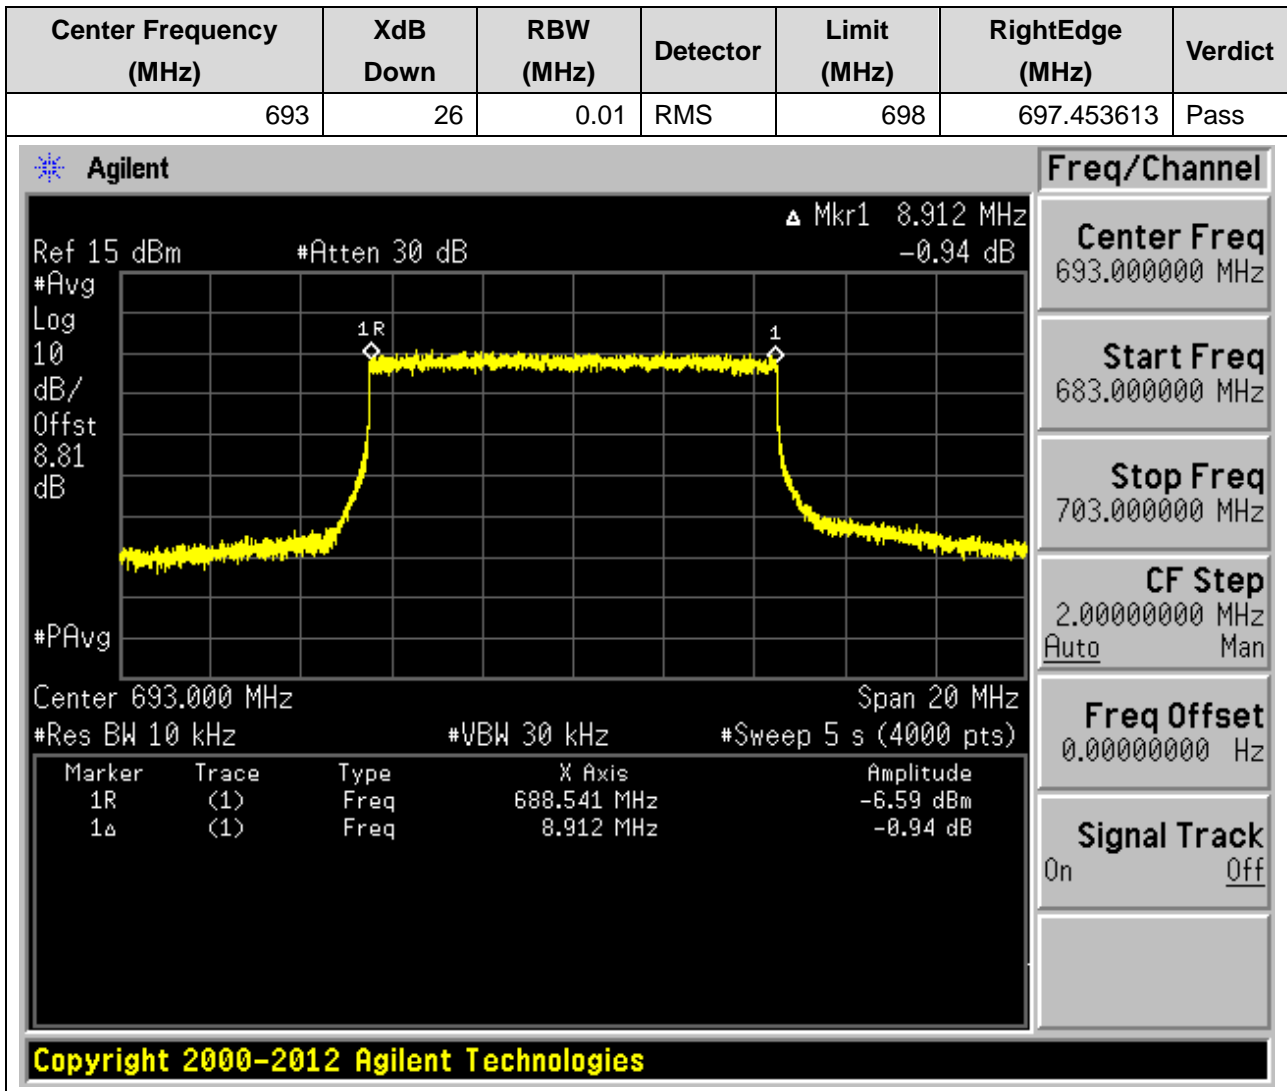 Center Frequency (MHz) XdB Down RBW (MHz) Detector Limit (MHz) RightEdge (MHz) Verdict
693 26 0.01 RMS 698 697.453613 Pass
Agilent
Freq/Channel
Δ Mkr1 8.912 MHz
Ref 15 dBm #Atten 30 dB -0.94 dB
#Avg
Log
10
dB/
Offst
8.81
dB
1R
1
#PAvg
Center 693.000 MHz Span 20 MHz
#Res BW 10 kHz #VBW 30 kHz #Sweep 5 s (4000 pts)
Marker Trace Type X Axis Amplitude
1R (1) Freq 688.541 MHz -6.59 dBm
1Δ (1) Freq 8.912 MHz -0.94 dB
Center Freq
693.000000 MHz
Start Freq
683.000000 MHz
Stop Freq
703.000000 MHz
CF Step
2.00000000 MHz
Auto Man
Freq Offset
0.00000000 Hz
Signal Track
On Off
Copyright 2000-2012 Agilent Technologies